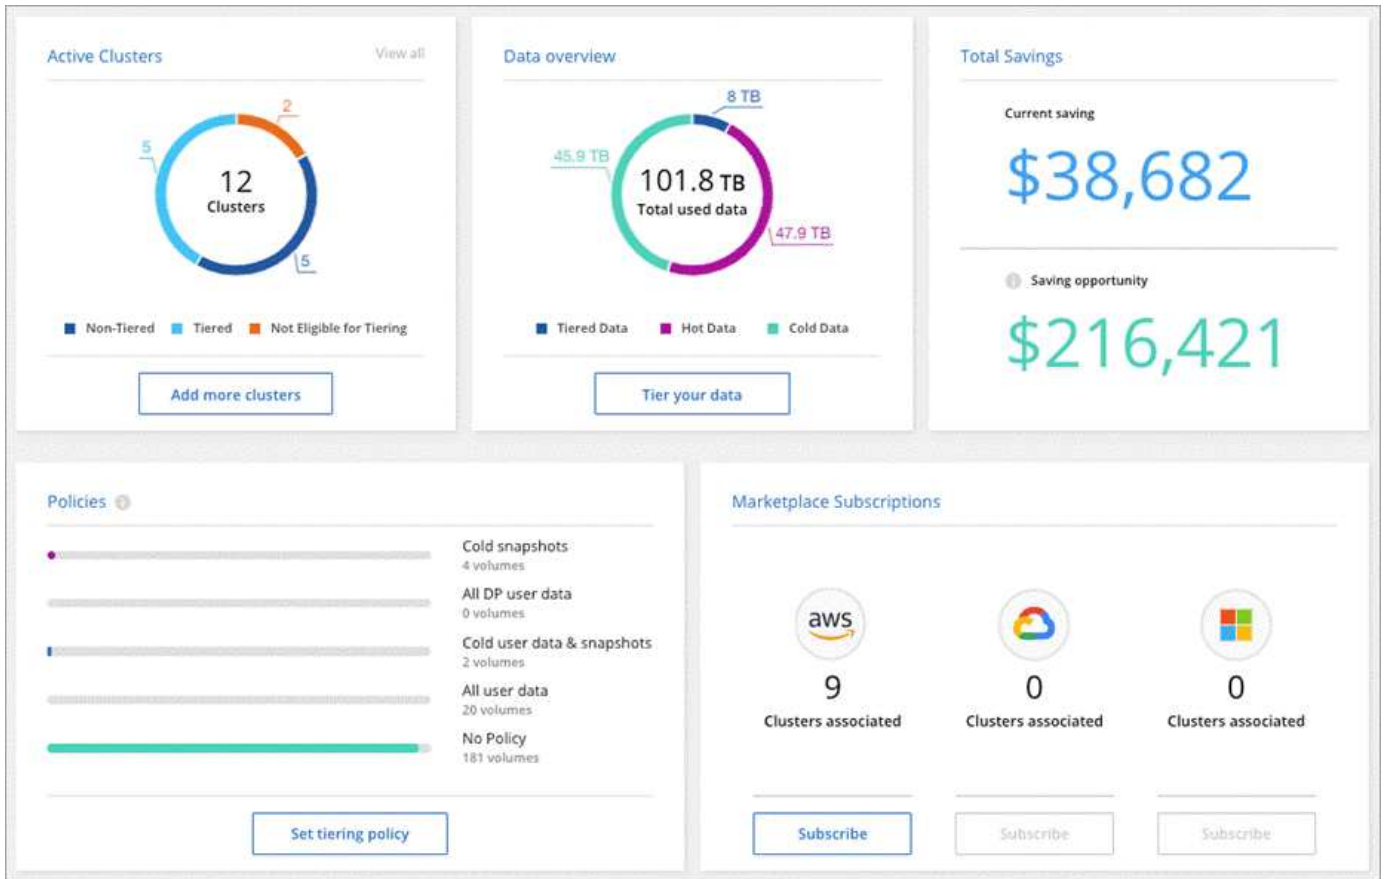 Active Clusters
View all
2
5
12
Clusters
5
Non-Tiered
Tiered
Not Eligible for Tiering
Add more clusters
Data overview
8 TB
45.9 TB
101.8 TB
Total used data
47.9 TB
Tiered Data
Hot Data
Cold Data
Tier your data
Total Savings
Current saving
$38,682
Saving opportunity
$216,421
Policies
Cold snapshots
4 volumes
All DP user data
0 volumes
Cold user data & snapshots
2 volumes
All user data
20 volumes
No Policy
181 volumes
Set tiering policy
Marketplace Subscriptions
aws
9
Clusters associated
Subscribe
0
Clusters associated
Subscribe
0
Clusters associated
Subscribe